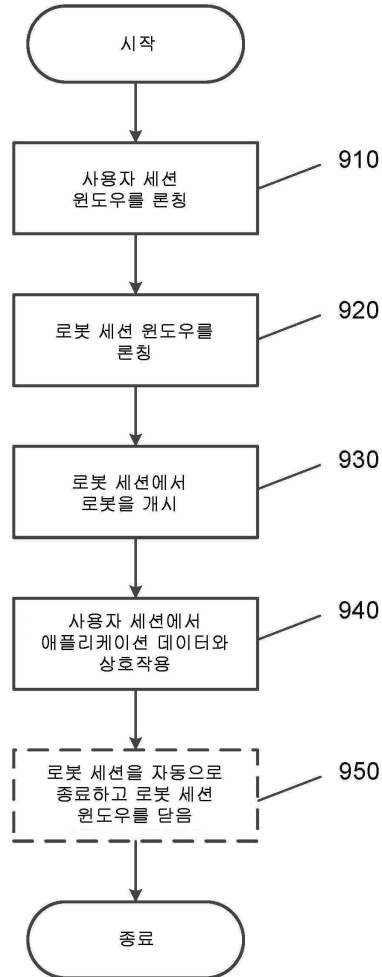 시작
사용자 세션
윈도우를 론칭
910
로봇 세션 윈도우를
론칭
920
로봇 세션에서
로봇을 개시
930
사용자 세션에서
애플리케이션 데이터와
상호작용
940
로봇 세션을 자동으로
종료하고 로봇 세션
윈도우를 닫음
950
종료